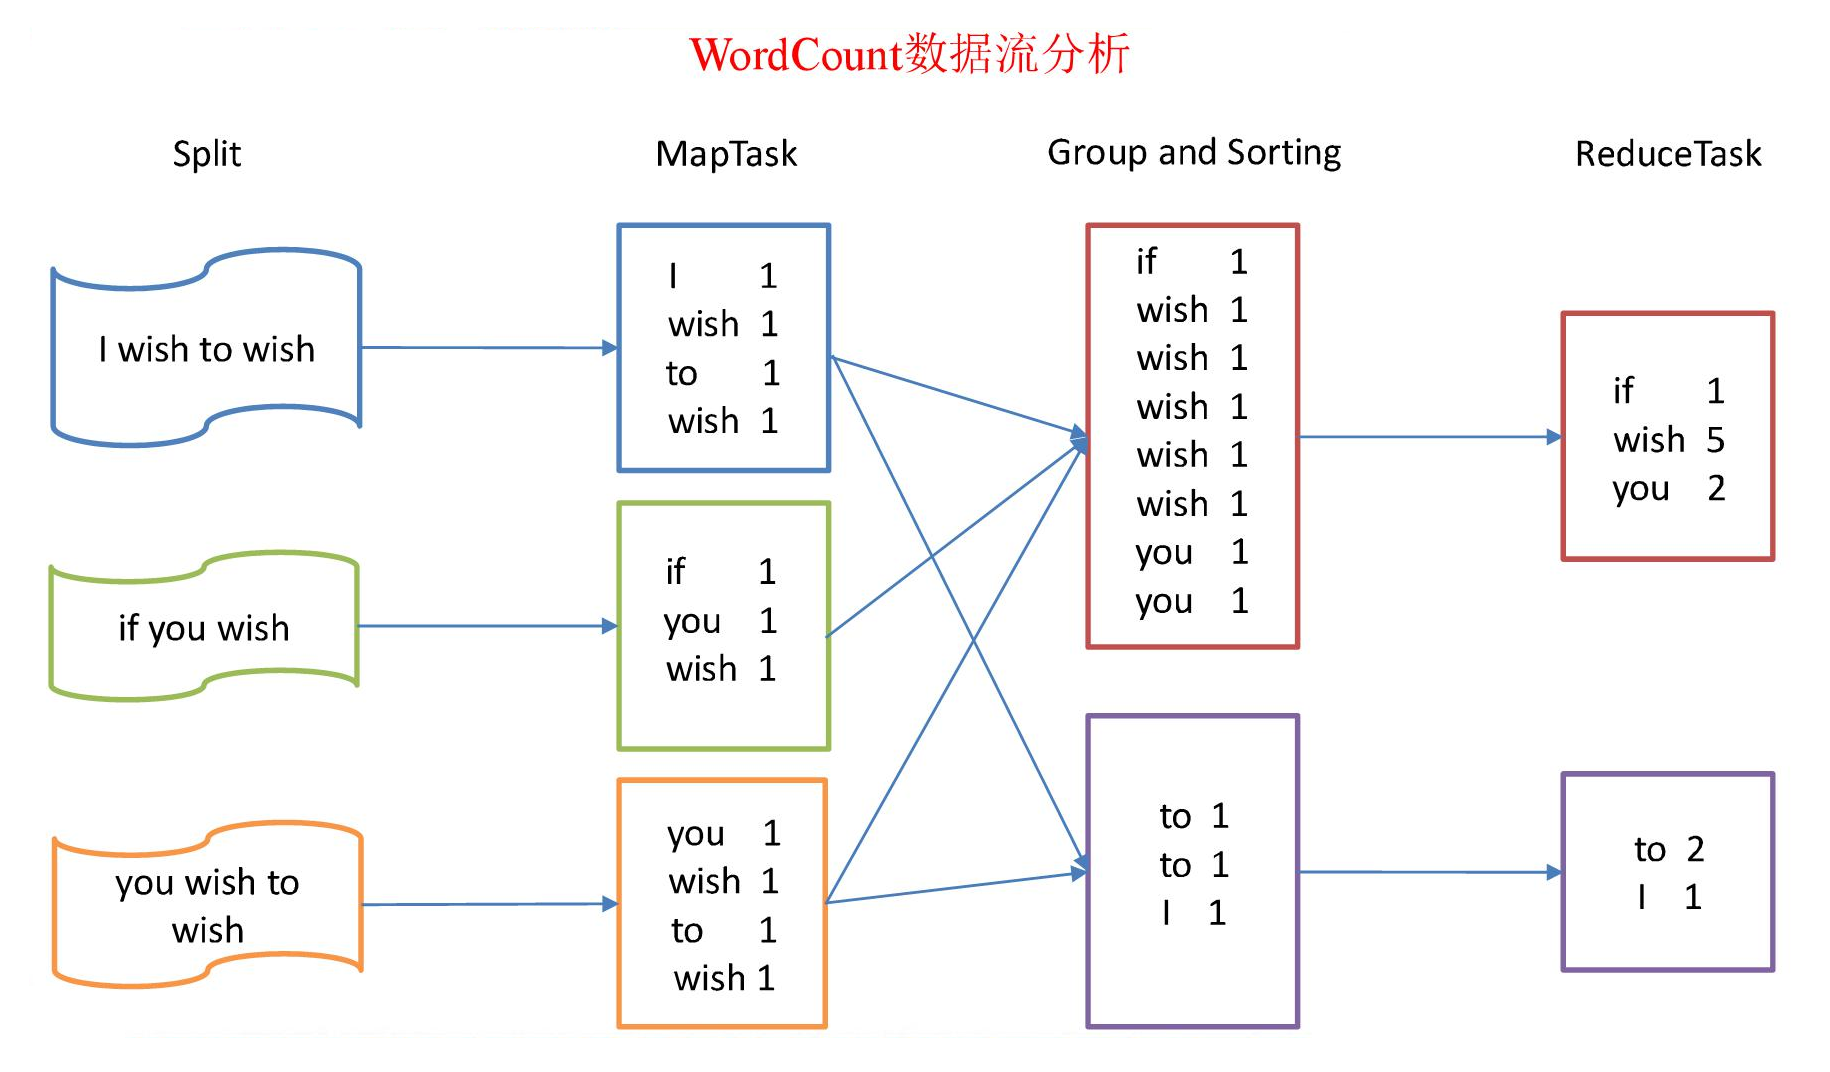 WordCount数据流分析
Split
MapTask
Group and Sorting
ReduceTask
I wish to wish
I 1
wish 1
to 1
wish 1
if you wish
if 1
you 1
wish 1
you wish to
wish
you 1
wish 1
to 1
wish 1
if 1
wish 1
wish 1
wish 1
wish 1
wish 1
you 1
you 1
to 1
to 1
I 1
if 1
wish 5
you 2
to 2
I 1